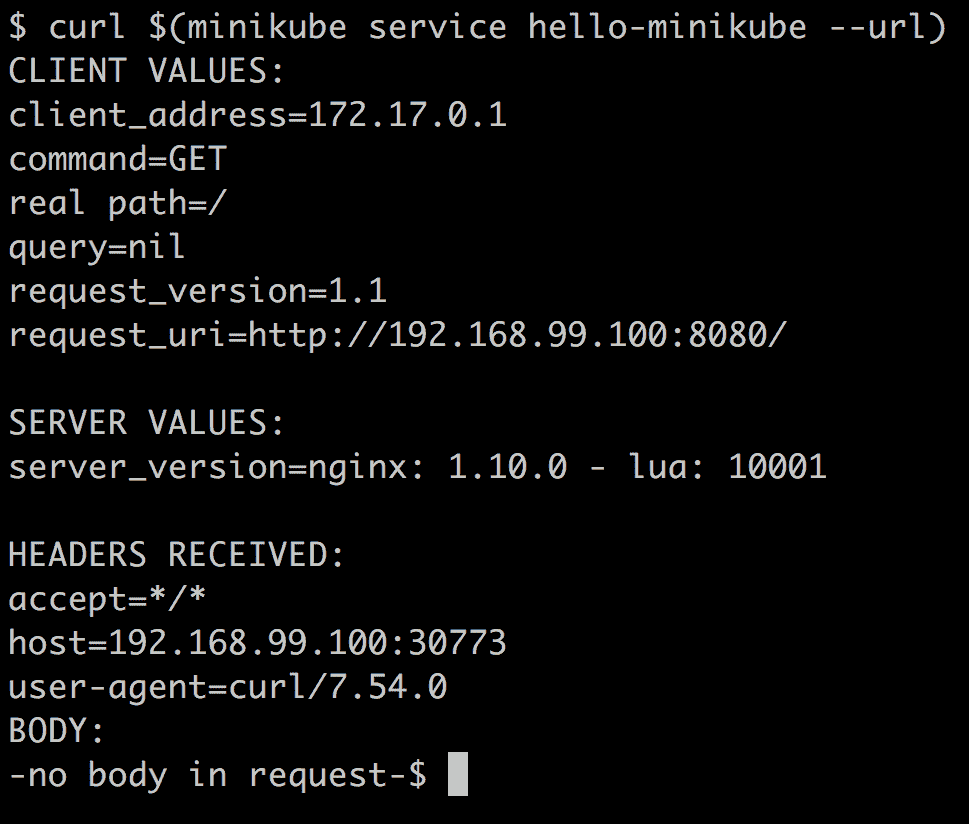 $ curl $(minikube service hello-minikube --url)
CLIENT VALUES:
client_address=172.17.0.1
command=GET
real path=/
query=nil
request_version=1.1
request_uri=http://192.168.99.100:8080/
SERVER VALUES:
server_version=nginx: 1.10.0 - lua: 10001
HEADERS RECEIVED:
accept=*/*
host=192.168.99.100:30773
user-agent=curl/7.54.0
BODY:
-no body in request-$